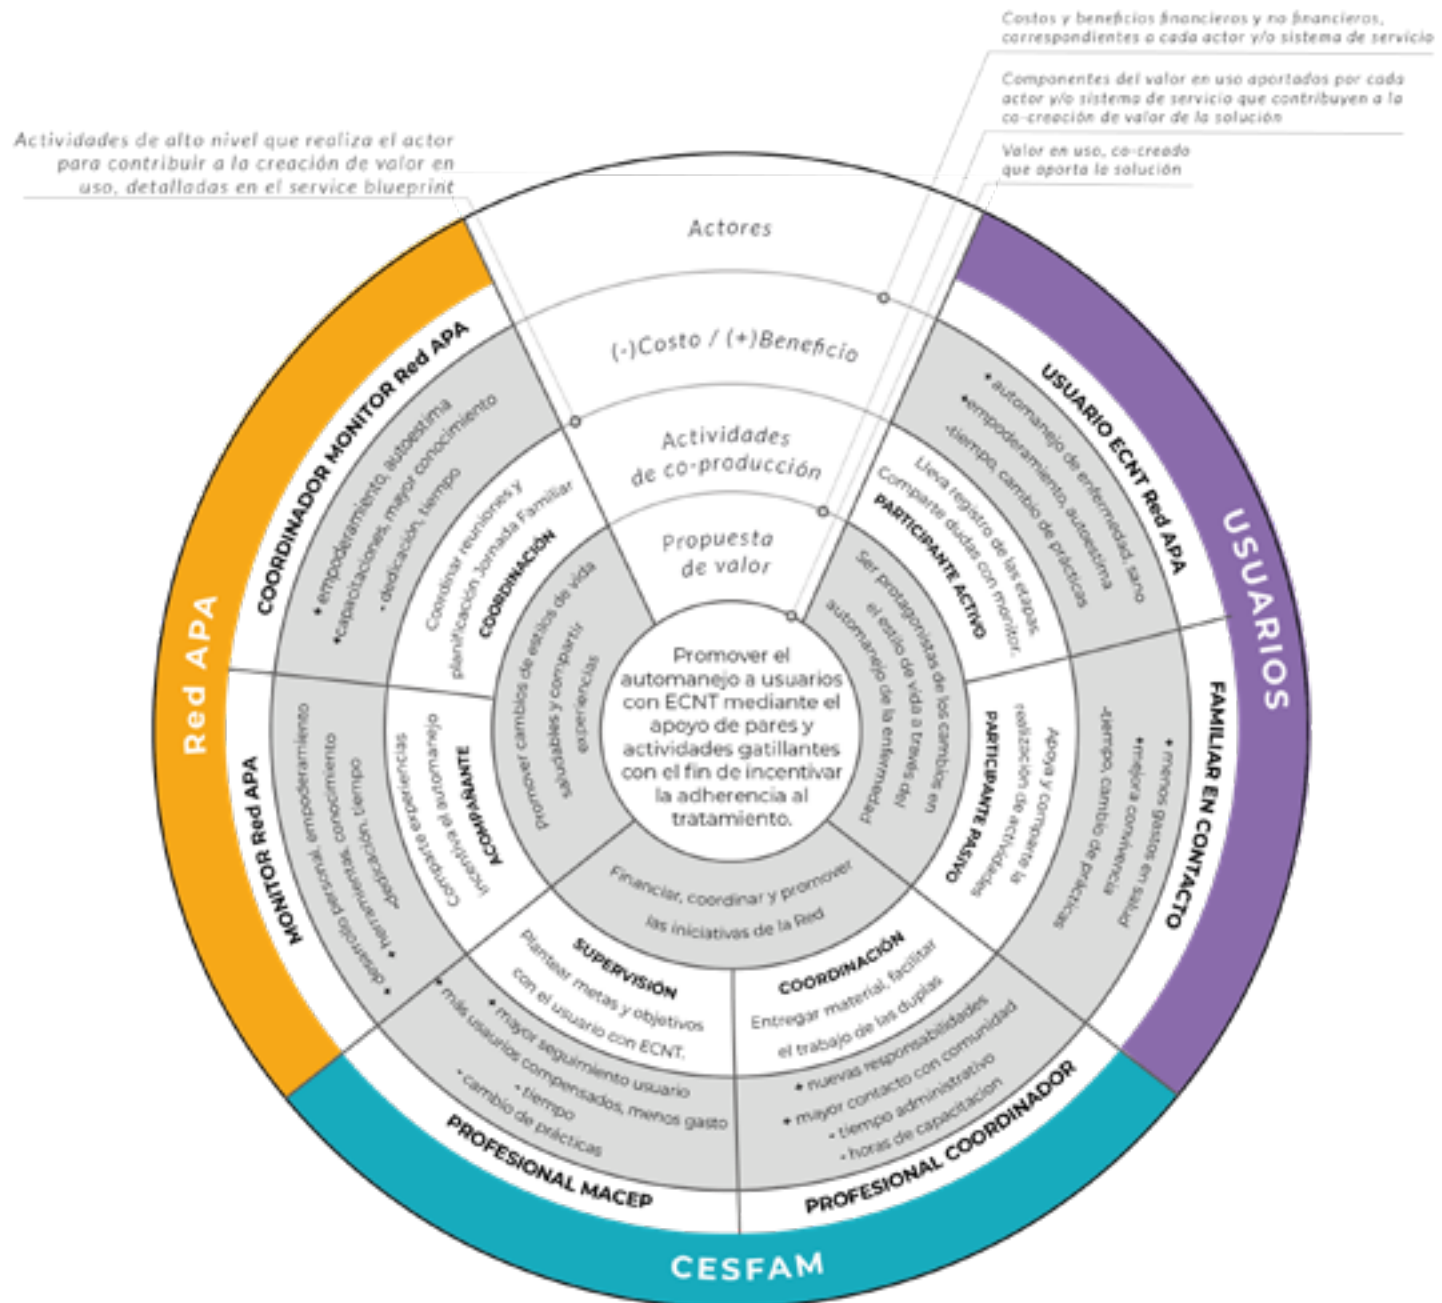 Costos y beneficios financieros y no financieros,
correspondientes a cada actor y/o sistema de servicio
Componentes del valor en uso aportados por cada
actor y/o sistema de servicio que contribuyen a la
co-creación de valor de la solución
Valor en uso, co-creado
que aporta la solución
Actividades de alto nivel que realiza el actor
para contribuir a la creación de valor en
uso, detalladas en el service blueprint
Actores
(-)Costo / (+)Beneficio
Actividades
de co-producción
Propuesta
de valor
Promover el
automanejo a usuarios
con ECNT mediante el
apoyo de pares y
actividades gatillantes
con el fin de incentivar
la adherencia al
tratamiento.
USUARIOS
USUARIO ECNT Red APA
+ automanejo de enfermedad, sano
+empoderamiento, autoestima
-tiempo, cambio de prácticas
Lleva registro de las etapas.
Comparte dudas con monitor.
PARTICIPANTE ACTIVO
Ser protagonistas de los cambios en
el estilo de vida a través del
automanejo de la enfermedad
FAMILIAR EN CONTACTO
+ menos gastos en salud
+mejora convivencia
-tiempo, cambio de prácticas
Apoya y comparte la
realización de actividades
PARTICIPANTE PASIVO
CESFAM
PROFESIONAL COORDINADOR
+ nuevas responsabilidades
+ mayor contacto con comunidad
- tiempo administrativo
- horas de capacitacion
COORDINACIÓN
Entregar material, facilitar
el trabajo de las duplas
Financiar, coordinar y promover
las iniciativas de la Red
PROFESIONAL MACEP
+ mayor seguimiento usuario
+ más usaurios compensados, menos gasto
- tiempo
- cambio de prácticas
SUPERVISIÓN
Plantear metas y objetivos
con el usuario con ECNT.
Red APA
MONITOR Red APA
+ desarrollo personal, empoderamiento
+ herramientas, conocimiento
-dedicación, tiempo
Comparte experiencias
incentiva el automanejo
ACOMPAÑANTE
COORDINADOR MONITOR Red APA
+ empoderamiento, autoestima
+capacitaciones, mayor conocimiento
- dedicación, tiempo
Coordinar reuniones y
planificación Jornada Familiar
COORDINACIÓN
Promover cambios de estilos de vida
saludables y compartir
experiencias